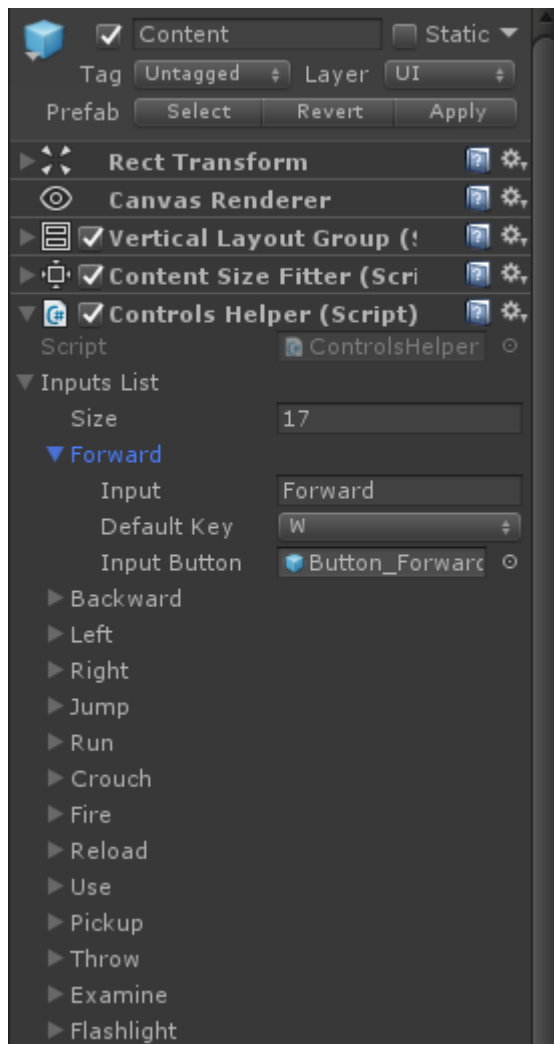 Content Static
Tag Untagged Layer UI
Prefab Select Revert Apply
Rect Transform
Canvas Renderer
Vertical Layout Group (S
Content Size Fitter (Scri
Controls Helper (Script)
Script ControlsHelper
Inputs List
Size 17
Forward
Input Forward
Default Key W
Input Button Button_Forward
Backward
Left
Right
Jump
Run
Crouch
Fire
Reload
Use
Pickup
Throw
Examine
Flashlight